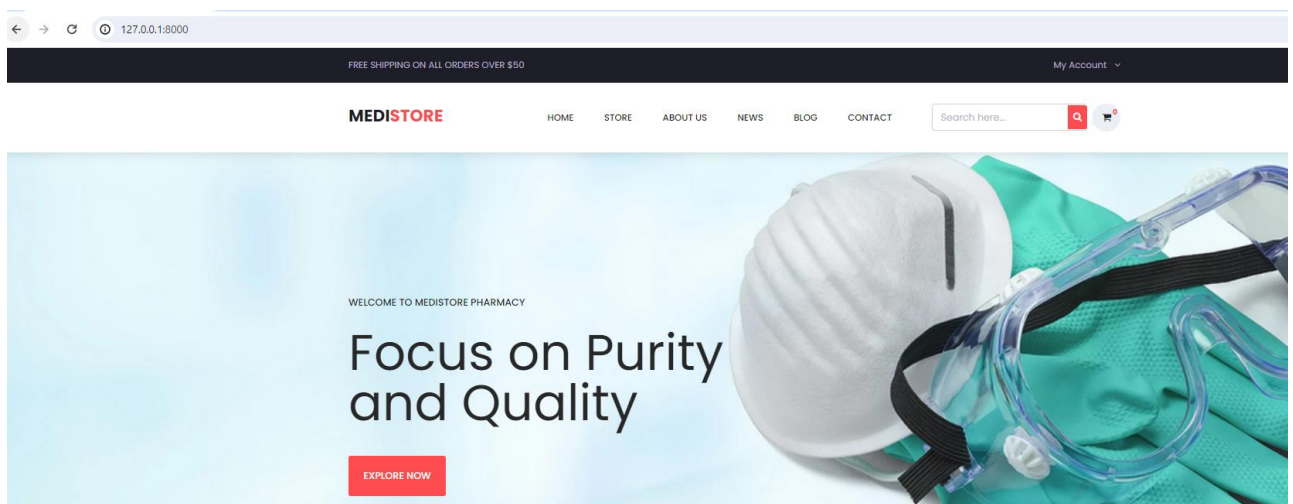 127.0.0.1:8000
FREE SHIPPING ON ALL ORDERS OVER $50
My Account
MEDISTORE
HOME STORE ABOUT US NEWS BLOG CONTACT
Search here...
0
WELCOME TO MEDISTORE PHARMACY
Focus on Purity
and Quality
EXPLORE NOW